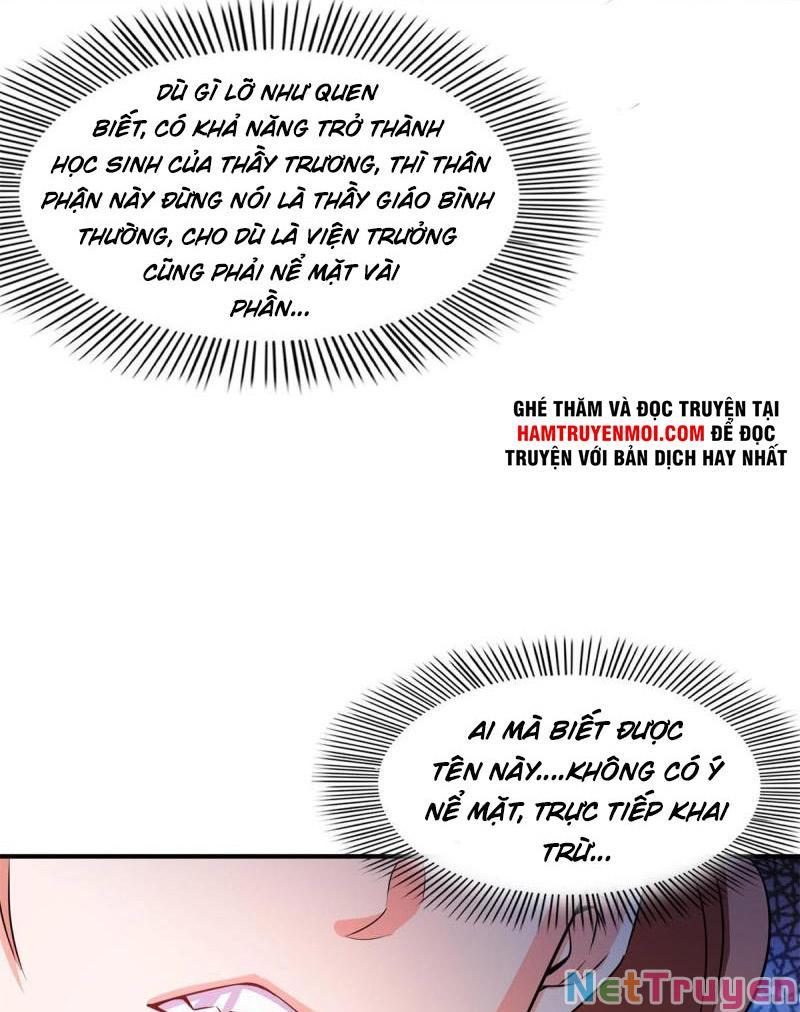 DÙ GÌ LỠ NHƯ QUEN
BIẾT, CÓ KHẢ NĂNG TRỞ THÀNH
HỌC SINH CỦA THẦY TRƯƠNG, THÌ THÂN
PHẬN NÀY ĐỪNG NÓI LÀ THẦY GIÁO BÌNH
THƯỜNG, CHO DÙ LÀ VIỆN TRƯỞNG
CŨNG PHẢI NỂ MẶT VÀI
PHẦN...
GHÉ THĂM VÀ ĐỌC TRUYỆN TẠI
HAMTRUYENMOI.COM ĐỂ ĐỌC
TRUYỆN VỚI BẢN DỊCH HAY NHẤT
AI MÀ BIẾT ĐƯỢC
TÊN NÀY....KHÔNG CÓ Ý
NỂ MẶT, TRỰC TIẾP KHAI
TRỪ...
NETTRUYEN